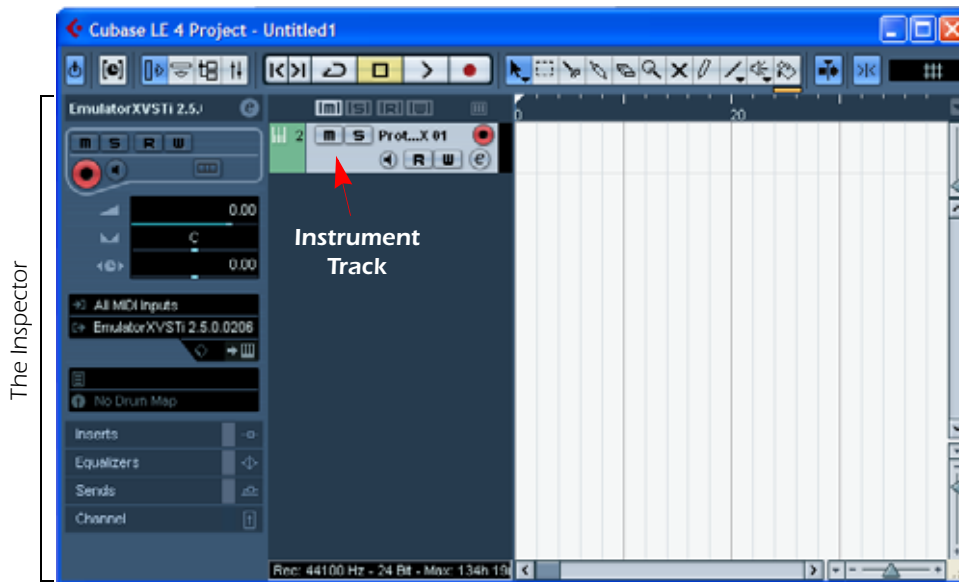 Cubase LE 4 Project - Untitled1
EmulatorXVSTi 2.5.
m S R W
0.00
C
0.00
All MIDI Inputs
EmulatorXVSTi 2.5.0.0206
No Drum Map
Inserts
Equalizers
Sends
Channel
m S R
2 m S Prot...X 01
R W e
Instrument
Track
Rec: 44100 Hz - 24 Bit - Max: 134h 19
0 20
The Inspector